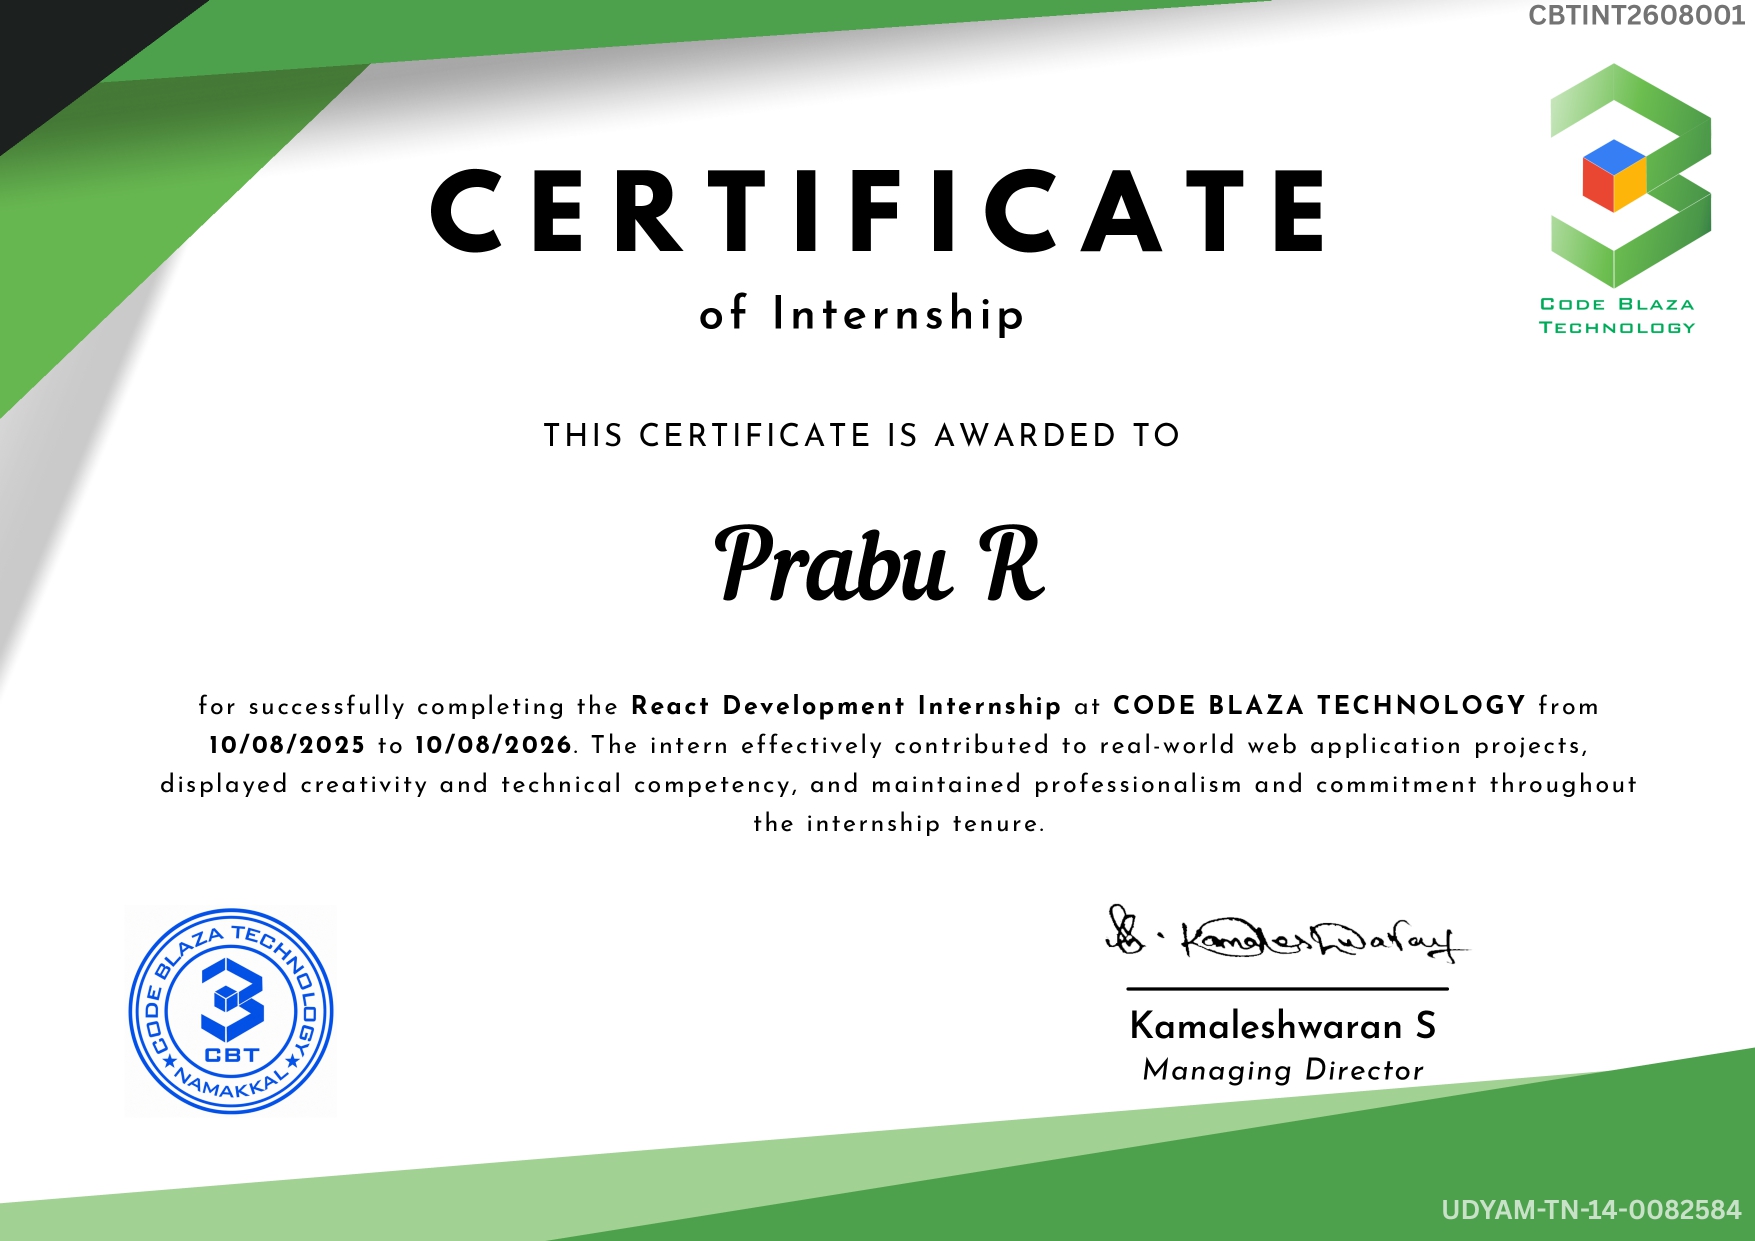 CBTINT2608001
CODE BLAZA
TECHNOLOGY
CERTIFICATE
of Internship
THIS CERTIFICATE IS AWARDED TO
Prabu R
for successfully completing the React Development Internship at CODE BLAZA TECHNOLOGY from
10/08/2025 to 10/08/2026. The intern effectively contributed to real-world web application projects,
displayed creativity and technical competency, and maintained professionalism and commitment throughout
the internship tenure.
CODE BLAZA TECHNOLOGY
CBT
NAMAKKAL
S. Kamaleshwaran
Kamaleshwaran S
Managing Director
UDYAM-TN-14-0082584